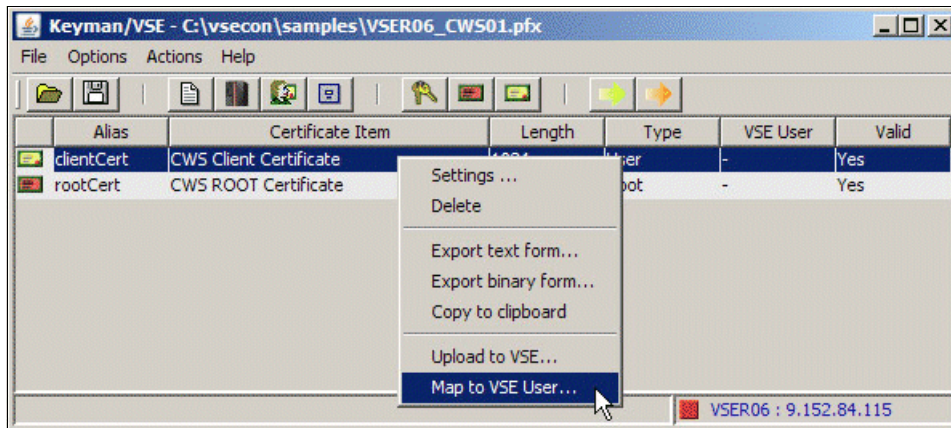 Keyman/VSE - C:\vsecon\samples\VSER06_CWS01.pfx
File Options Actions Help
Alias Certificate Item Length Type VSE User Valid
clientCert CWS Client Certificate - Yes
rootCert CWS ROOT Certificate - Yes
Settings ...
Delete
Export text form...
Export binary form...
Copy to clipboard
Upload to VSE...
Map to VSE User...
VSER06 : 9.152.84.115